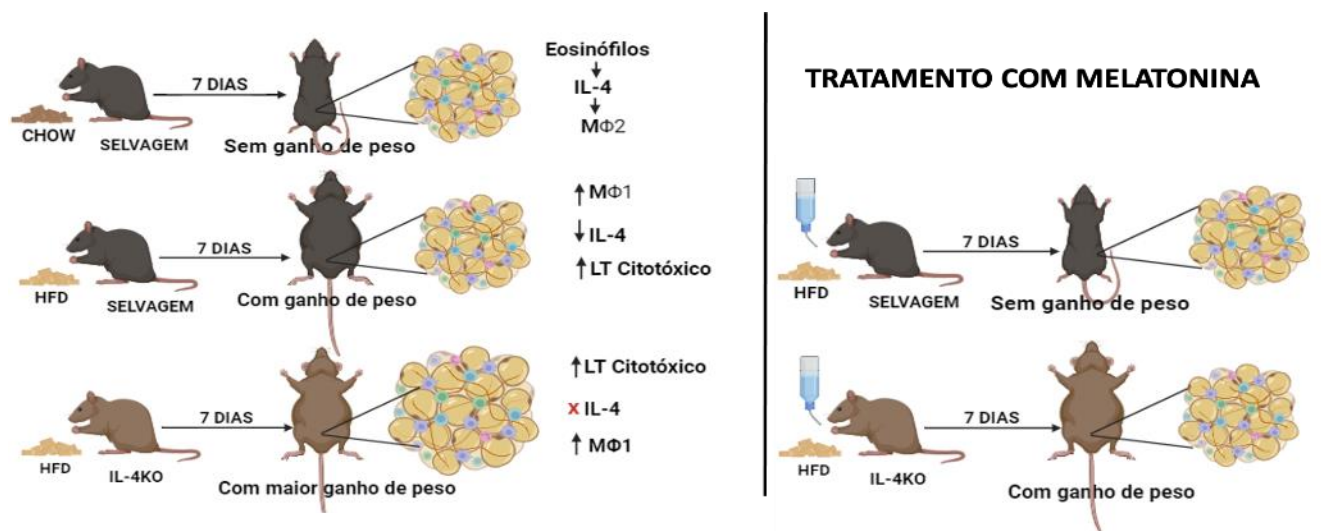 Eosinófilos
IL-4
MΦ2
7 DIAS
CHOW
SELVAGEM
Sem ganho de peso
MΦ1
IL-4
LT Citotóxico
7 DIAS
HFD
SELVAGEM
Com ganho de peso
LT Citotóxico
x IL-4
MΦ1
7 DIAS
HFD
IL-4KO
Com maior ganho de peso
TRATAMENTO COM MELATONINA
7 DIAS
HFD
SELVAGEM
Sem ganho de peso
7 DIAS
HFD
IL-4KO
Com ganho de peso